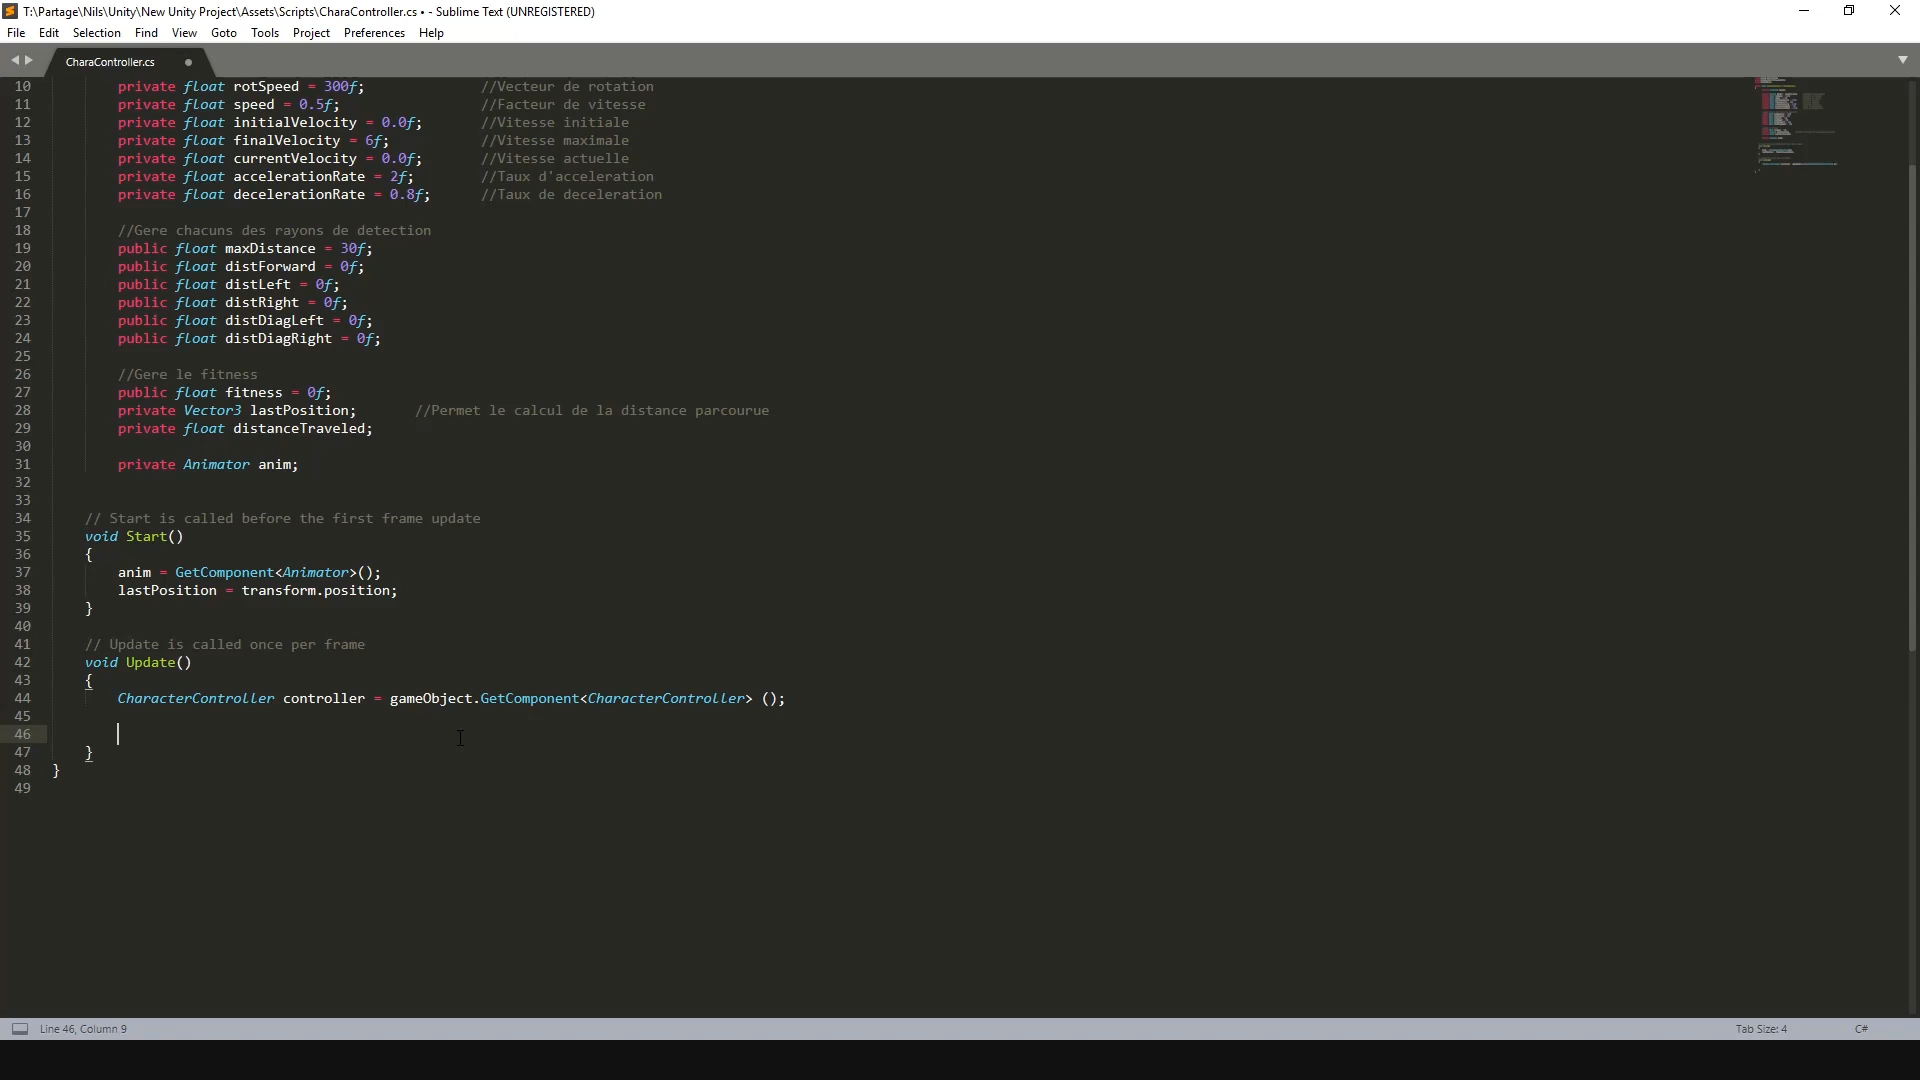 T:\Partage\Nils\Unity\New Unity Project\Assets\Scripts\CharaController.cs • - Sublime Text (UNREGISTERED)
File Edit Selection Find View Goto Tools Project Preferences Help
CharaController.cs
10 private float rotSpeed = 300f; //Vecteur de rotation
11 private float speed = 0.5f; //Facteur de vitesse
12 private float initialVelocity = 0.0f; //Vitesse initiale
13 private float finalVelocity = 6f; //Vitesse maximale
14 private float currentVelocity = 0.0f; //Vitesse actuelle
15 private float accelerationRate = 2f; //Taux d'acceleration
16 private float decelerationRate = 0.8f; //Taux de deceleration
17
18 //Gere chacuns des rayons de detection
19 public float maxDistance = 30f;
20 public float distForward = 0f;
21 public float distLeft = 0f;
22 public float distRight = 0f;
23 public float distDiagLeft = 0f;
24 public float distDiagRight = 0f;
25
26 //Gere le fitness
27 public float fitness = 0f;
28 private Vector3 lastPosition; //Permet le calcul de la distance parcourue
29 private float distanceTraveled;
30
31 private Animator anim;
32
33
34 // Start is called before the first frame update
35 void Start()
36 {
37 anim = GetComponent<Animator>();
38 lastPosition = transform.position;
39 }
40
41 // Update is called once per frame
42 void Update()
43 {
44 CharacterController controller = gameObject.GetComponent<CharacterController> ();
45
46
47 }
48 }
49
Line 46, Column 9 Tab Size: 4 C#